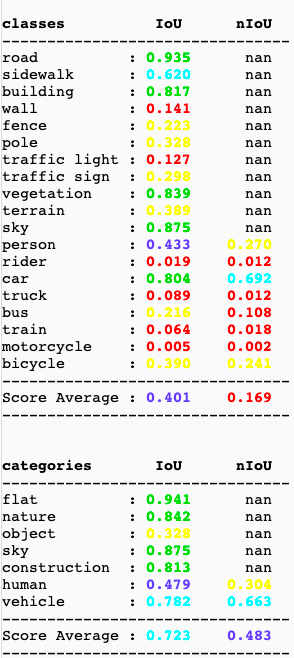 classes IoU nIoU
--------------------------------
road : 0.935 nan
sidewalk : 0.620 nan
building : 0.817 nan
wall : 0.141 nan
fence : 0.223 nan
pole : 0.328 nan
traffic light : 0.127 nan
traffic sign : 0.298 nan
vegetation : 0.839 nan
terrain : 0.389 nan
sky : 0.875 nan
person : 0.433 0.270
rider : 0.019 0.012
car : 0.804 0.692
truck : 0.089 0.012
bus : 0.216 0.108
train : 0.064 0.018
motorcycle : 0.005 0.002
bicycle : 0.390 0.241
--------------------------------
Score Average : 0.401 0.169
--------------------------------
categories IoU nIoU
--------------------------------
flat : 0.941 nan
nature : 0.842 nan
object : 0.328 nan
sky : 0.875 nan
construction : 0.813 nan
human : 0.479 0.304
vehicle : 0.782 0.663
--------------------------------
Score Average : 0.723 0.483
--------------------------------